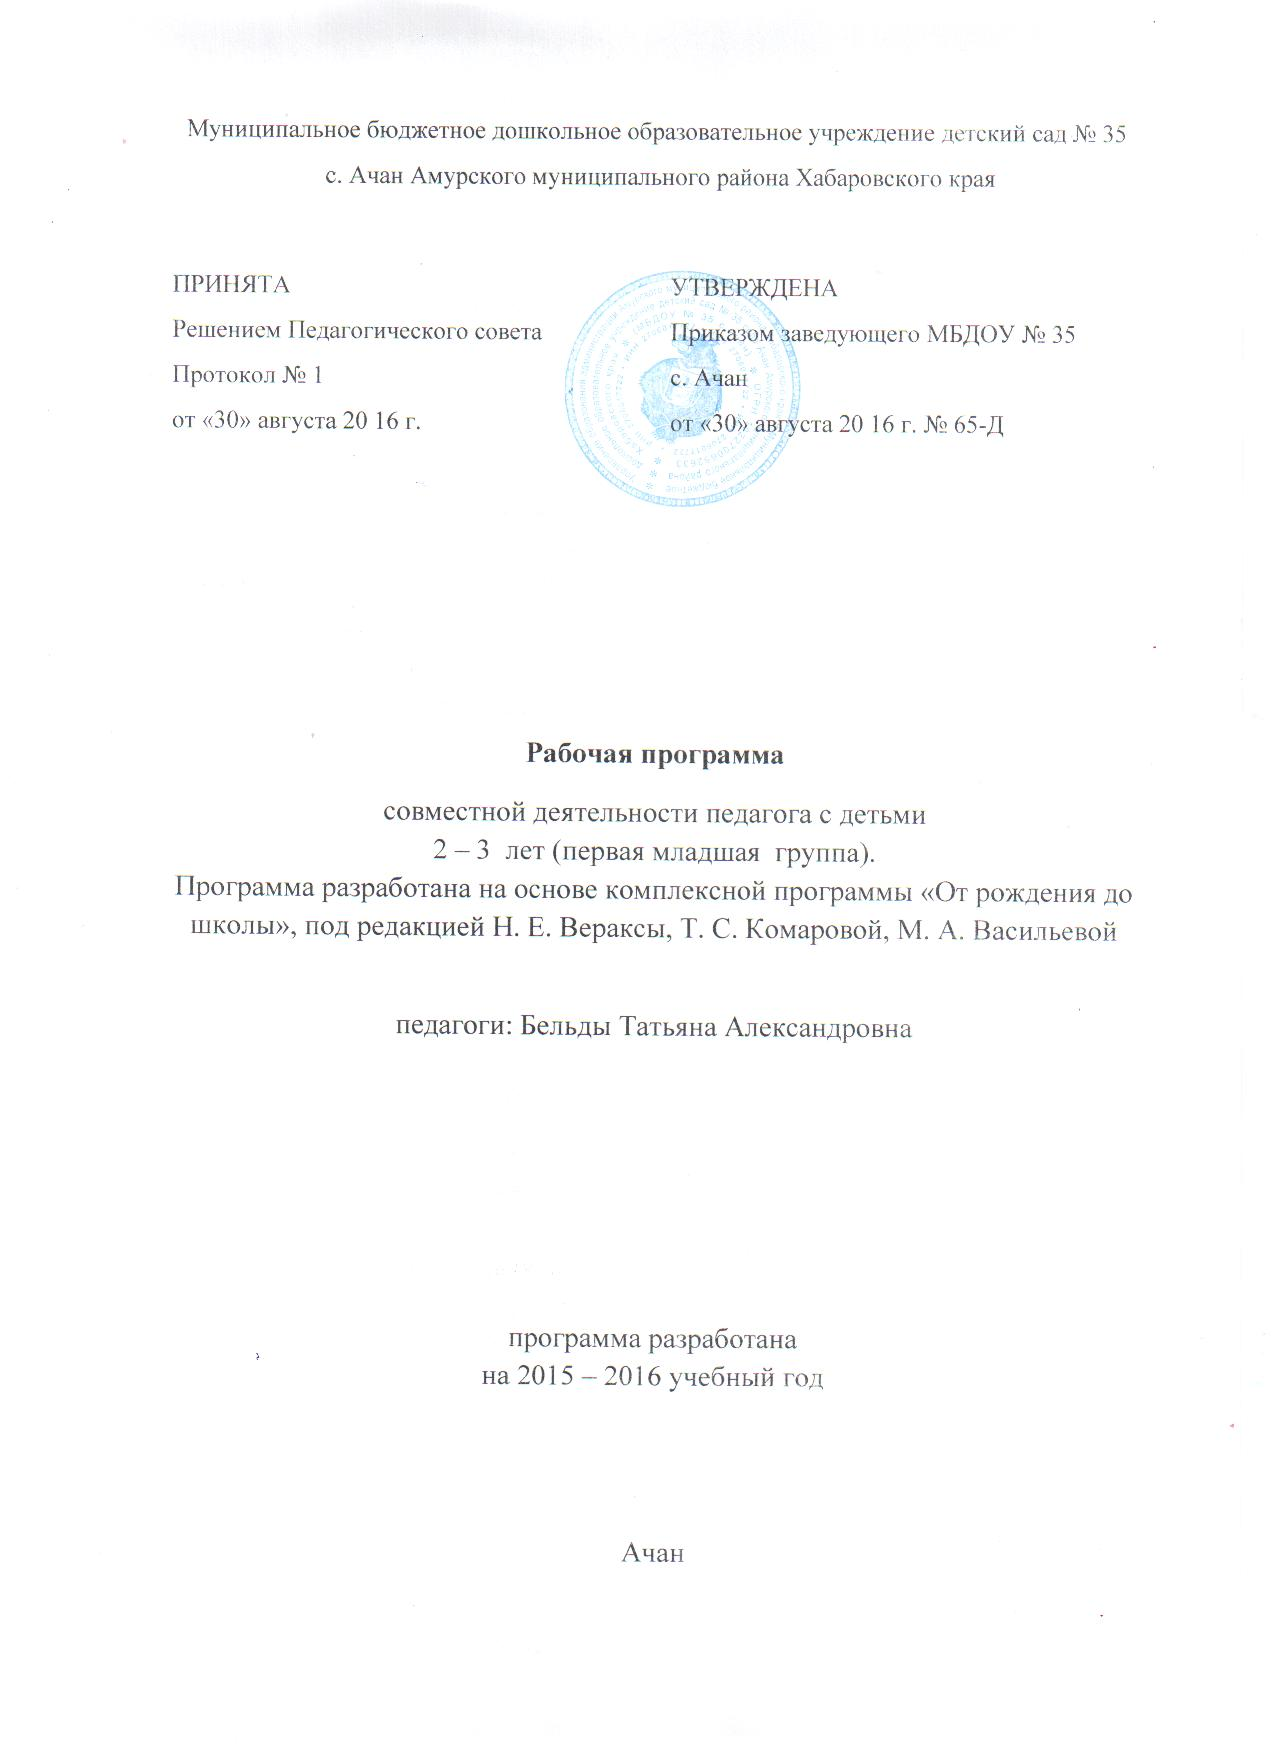 Муниципальное бюджетное дошкольное образовательное учреждение детский сад № 35
с. Ачан Амурского муниципального района Хабаровского края
ПРИНЯТА
Решением Педагогического совета
Протокол № 1
от «30» августа 20 16 г.
УТВЕРЖДЕНА
Приказом заведующего МБДОУ № 35
с. Ачан
от «30» августа 20 16 г. № 65-Д
Рабочая программа
совместной деятельности педагога с детьми
2 – 3 лет (первая младшая группа).
Программа разработана на основе комплексной программы «От рождения до
школы», под редакцией Н. Е. Вераксы, Т. С. Комаровой, М. А. Васильевой
педагоги: Бельды Татьяна Александровна
программа разработана
на 2015 – 2016 учебный год
Ачан